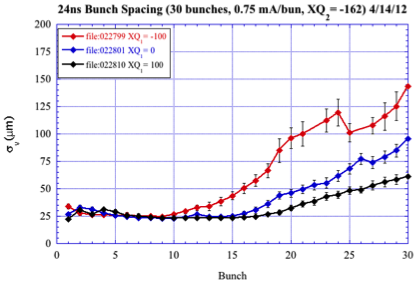 24ns Bunch Spacing (30 bunches, 0.75 mA/bun, XQ2= -162) 4/14/12
file:022799 XQ1= -100
file:022801 XQ1= 0
file:022810 XQ1= 100
200
175
150
125
100
75
50
25
0
σv(μm)
0 5 10 15 20 25 30
Bunch